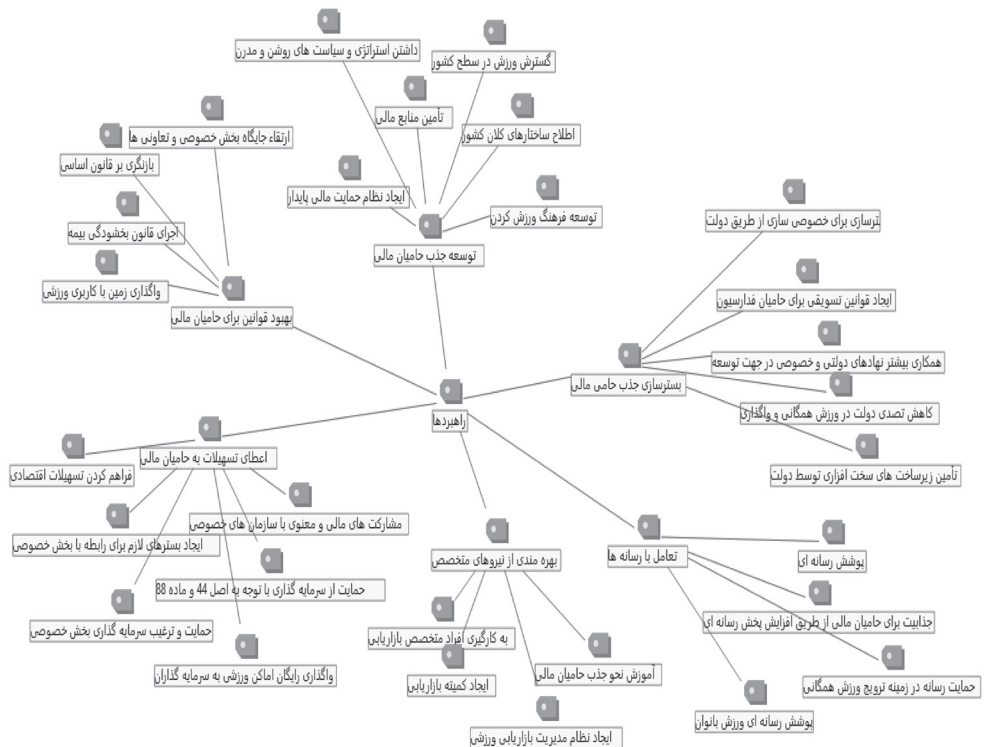 داشتن استراتژی و سیاست های روشن و مدرن
گسترش ورزش در سطح کشور
تأمین منابع مالی
اطلاح ساختارهای کلان کشور
ارتقاء جایگاه بخش خصوصی و تعاونی ها
بازنگری بر قانون اساسی
ایجاد نظام حمایت مالی پایدار
توسعه فرهنگ ورزش کردن
اجرای قانون بخشودگی بیمه
توسعه جذب حامیان مالی
واگذاری زمین با کاربری ورزشی
بهبود قوانین برای حامیان مالی
بسترسازی جذب حامی مالی
ترسازی برای خصوصی سازی از طریق دولت
ایجاد قوانین تسویقی برای حامیان فدارسیون
همکاری بیشتر نهادهای دولتی و خصوصی در جهت توسعه
کاهش تصدی دولت در ورزش همگانی و واگذاری
تأمین زیرساخت های سخت افزاری توسط دولت
راهبردها
اعطای تسهیلات به حامیان مالی
فراهم کردن تسهیلات اقتصادی
مشارکت های مالی و معنوی با سازمان های خصوصی
ایجاد بسترهای لازم برای رابطه با بخش خصوصی
حمایت از سرمایه گذاری با توجه به اصل 44 و ماده 88
حمایت و ترغیب سرمایه گذاری بخش خصوصی
واگذاری رایگان اماکن ورزشی به سرمایه گذاران
بهره مندی از نیروهای متخصص
به کارگیری افراد متخصص بازاریابی
ایجاد کمیته بازاریابی
آموزش نحو جذب حامیان مالی
ایجاد نظام مدیریت بازاریابی ورزشی
تعامل با رسانه ها
پوشش رسانه ای
جذابیت برای حامیان مالی از طریق افزایش پخش رسانه ای
حمایت رسانه در زمینه ترویج ورزش همگانی
پوشش رسانه ای ورزش بانوان